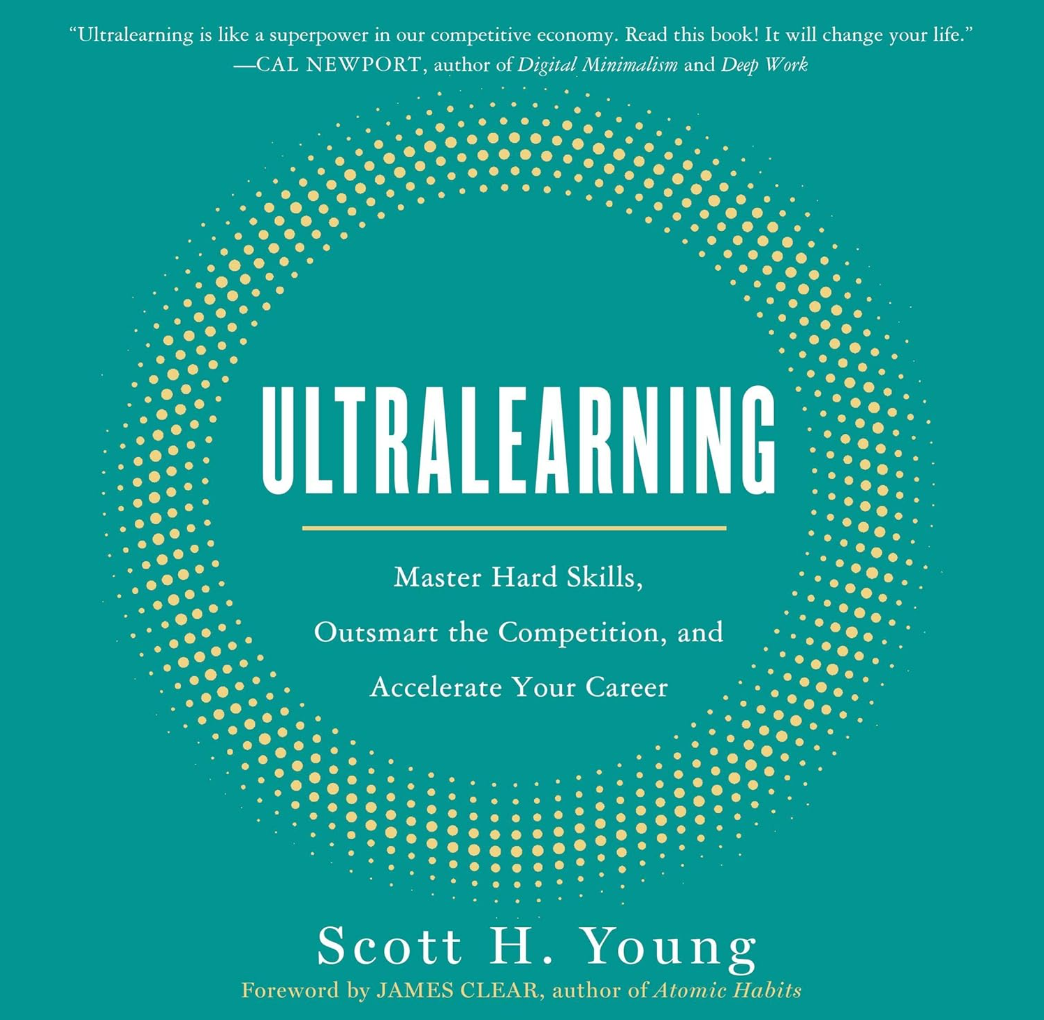 “Ultralearning is like a superpower in our competitive economy. Read this book! It will change your life.”
—CAL NEWPORT, author of Digital Minimalism and Deep Work
ULTRALEARNING
Master Hard Skills,
Outsmart the Competition, and
Accelerate Your Career
Scott H. Young
Foreword by JAMES CLEAR, author of Atomic Habits